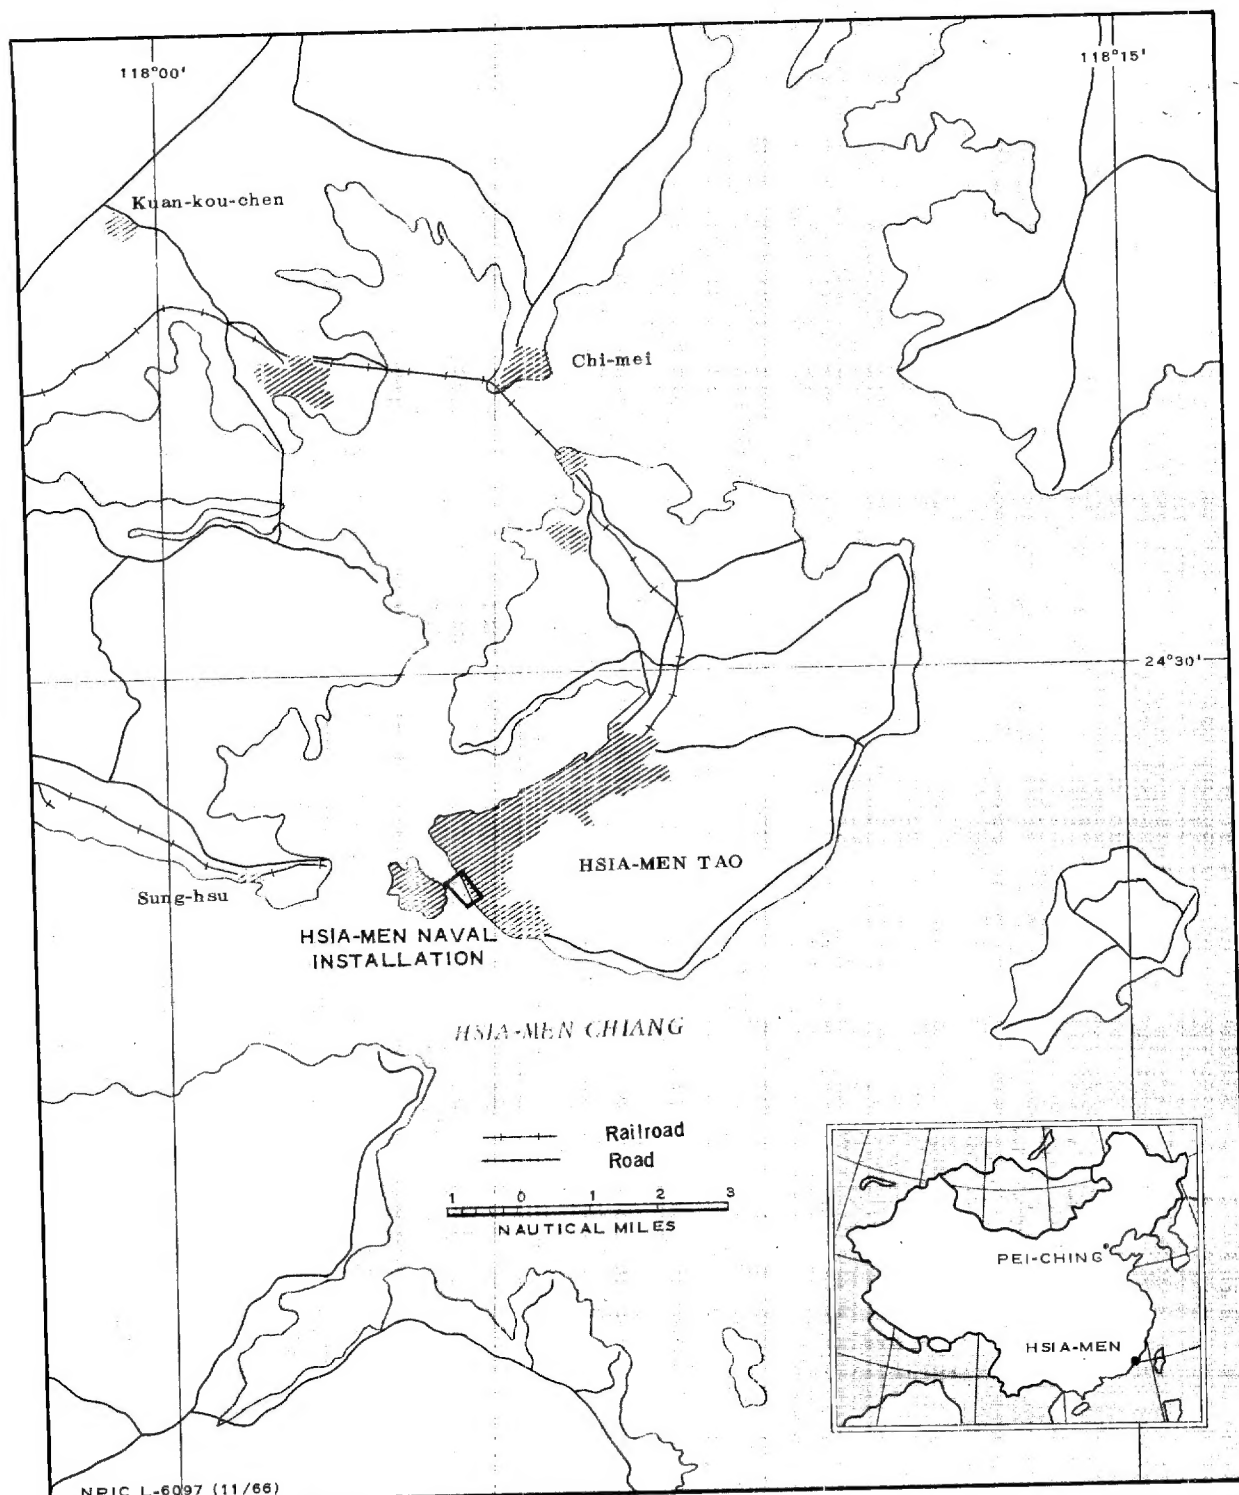 118°00'
118°15'
Kuan-kou-chen
Chi-mei
24°30'
HSIA-MEN TAO
Sung-hsu
HSIA-MEN NAVAL
INSTALLATION
HSIA-MEN CHIANG
Railroad
Road
1 0 1 2 3
NAUTICAL MILES
PEI-CHING
HSIA-MEN
NPIC L-6097 (11/66)